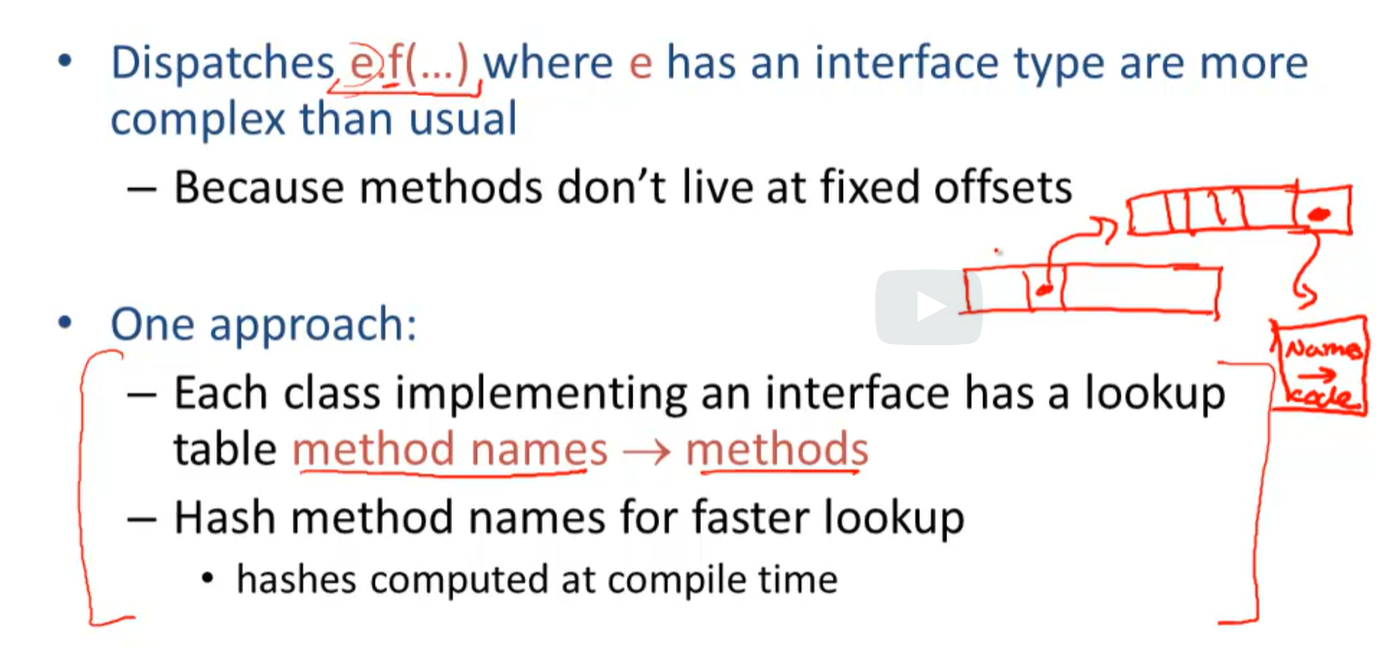 • Dispatches e.f(...) where e has an interface type are more
complex than usual
– Because methods don't live at fixed offsets
• One approach:
– Each class implementing an interface has a lookup
table method names → methods
– Hash method names for faster lookup
• hashes computed at compile time
Name
→
code